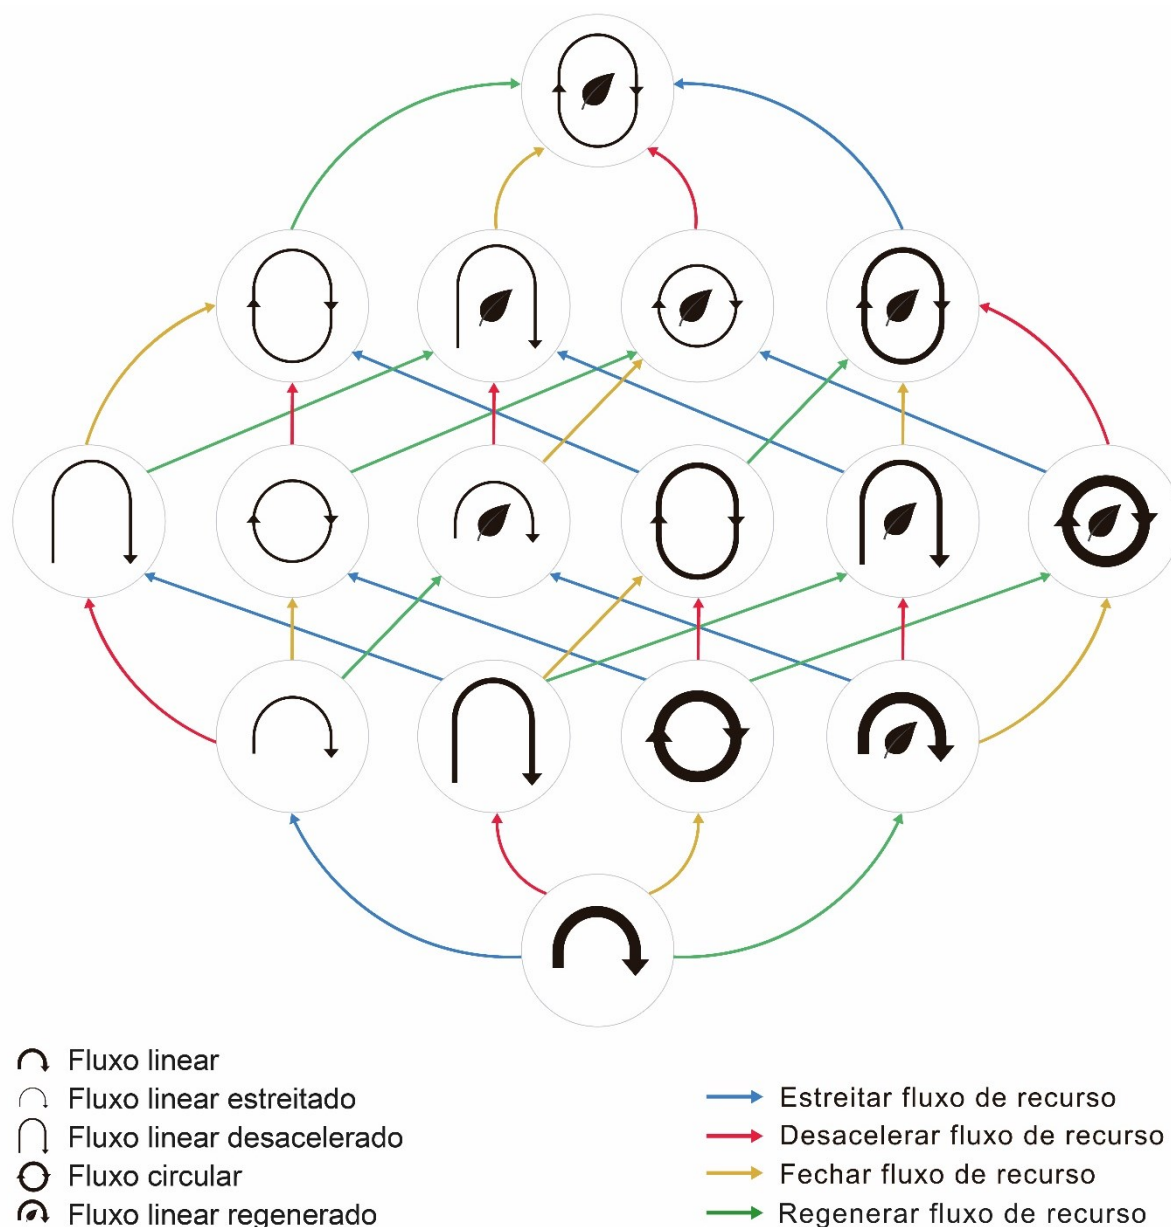 Fluxo linear
Fluxo linear estreitado
Fluxo linear desacelerado
Fluxo circular
Fluxo linear regenerado
Estreitar fluxo de recurso
Desacelerar fluxo de recurso
Fechar fluxo de recurso
Regenerar fluxo de recurso